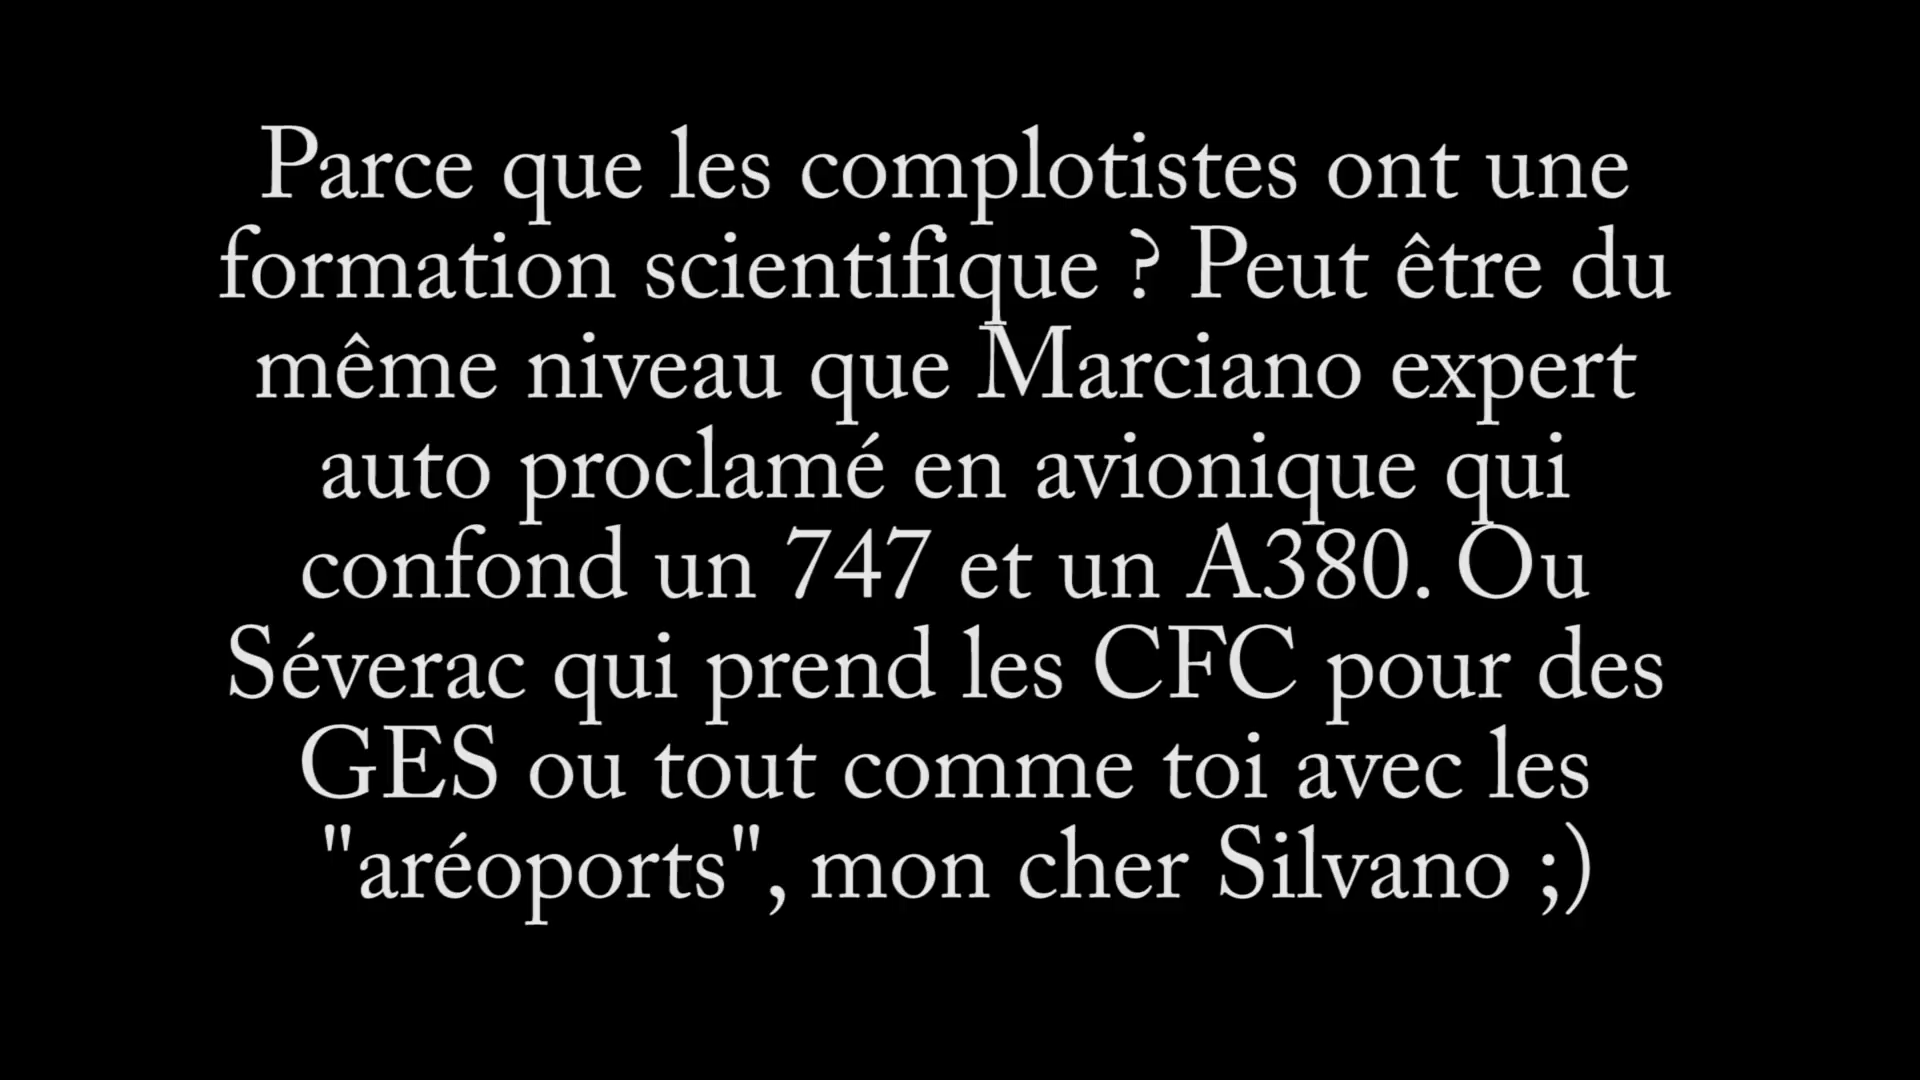 Parce que les complotistes ont une
formation scientifique ? Peut être du
même niveau que Marciano expert
auto proclamé en avionique qui
confond un 747 et un A380. Ou
Séverac qui prend les CFC pour des
GES ou tout comme toi avec les
"aréoports", mon cher Silvano ;)